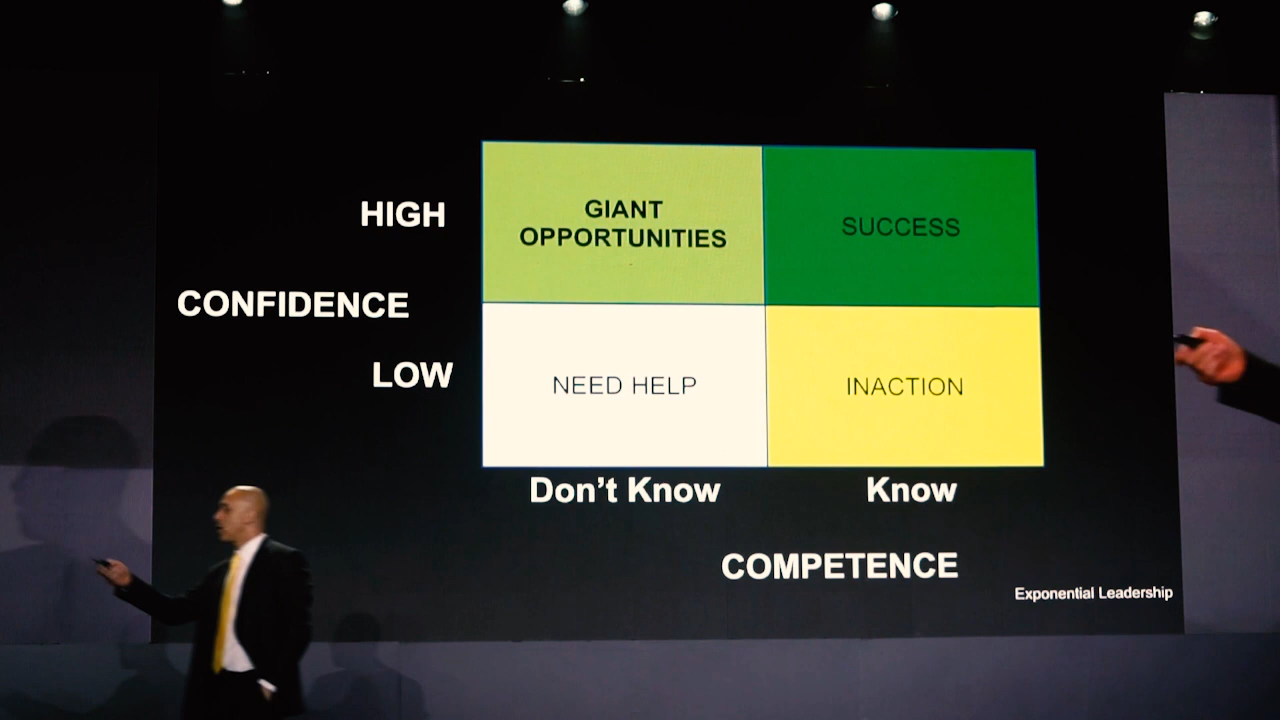 HIGH
GIANT
OPPORTUNITIES
SUCCESS
CONFIDENCE
LOW
NEED HELP
INACTION
Don’t Know
Know
COMPETENCE
Exponential Leadership